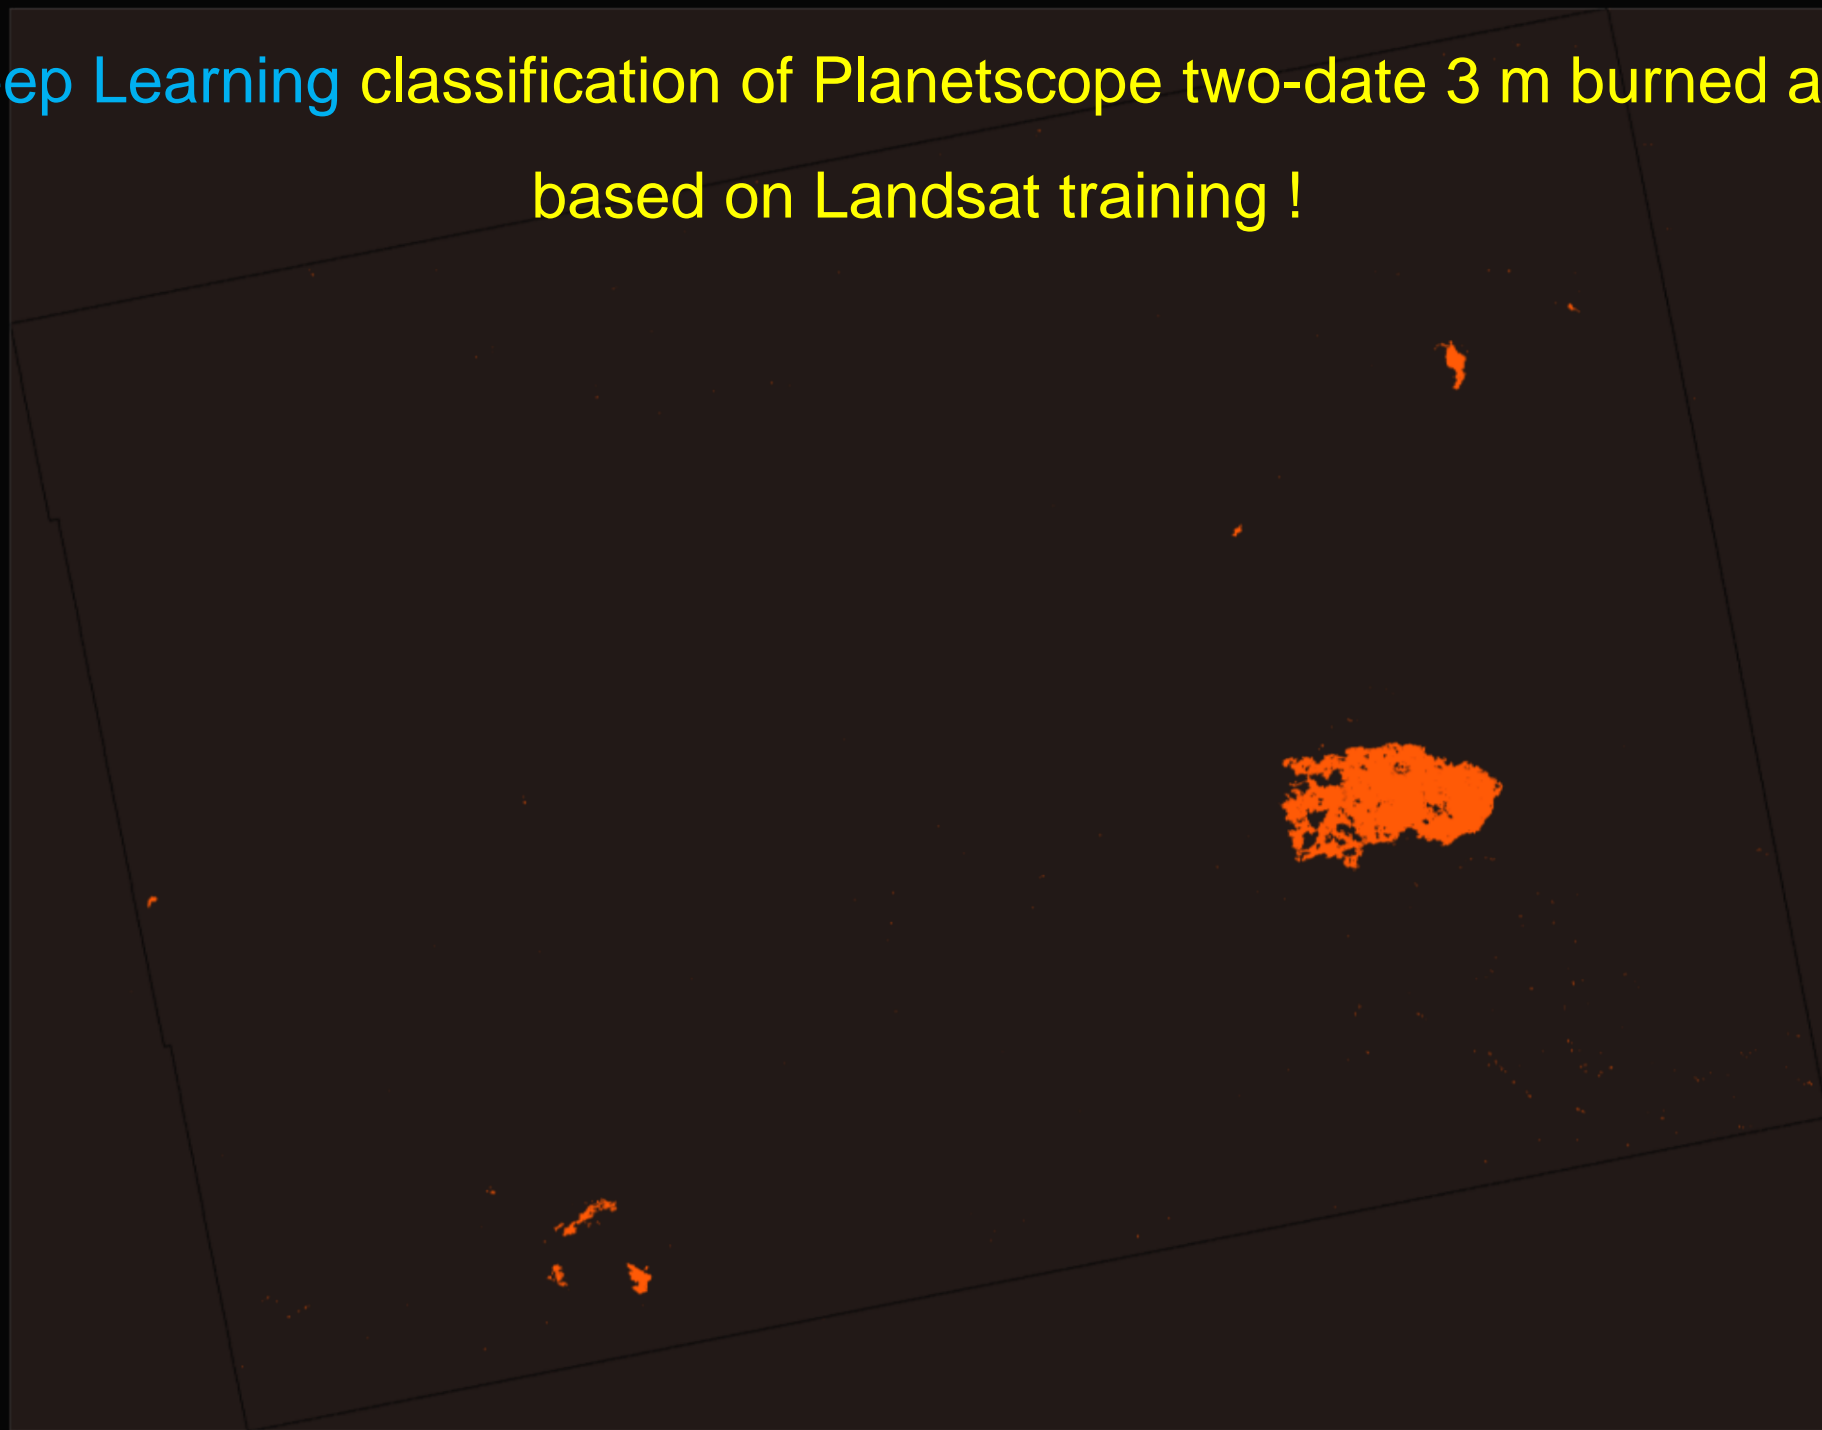 ep Learning classification of Planetscope two-date 3 m burned a
based on Landsat training !